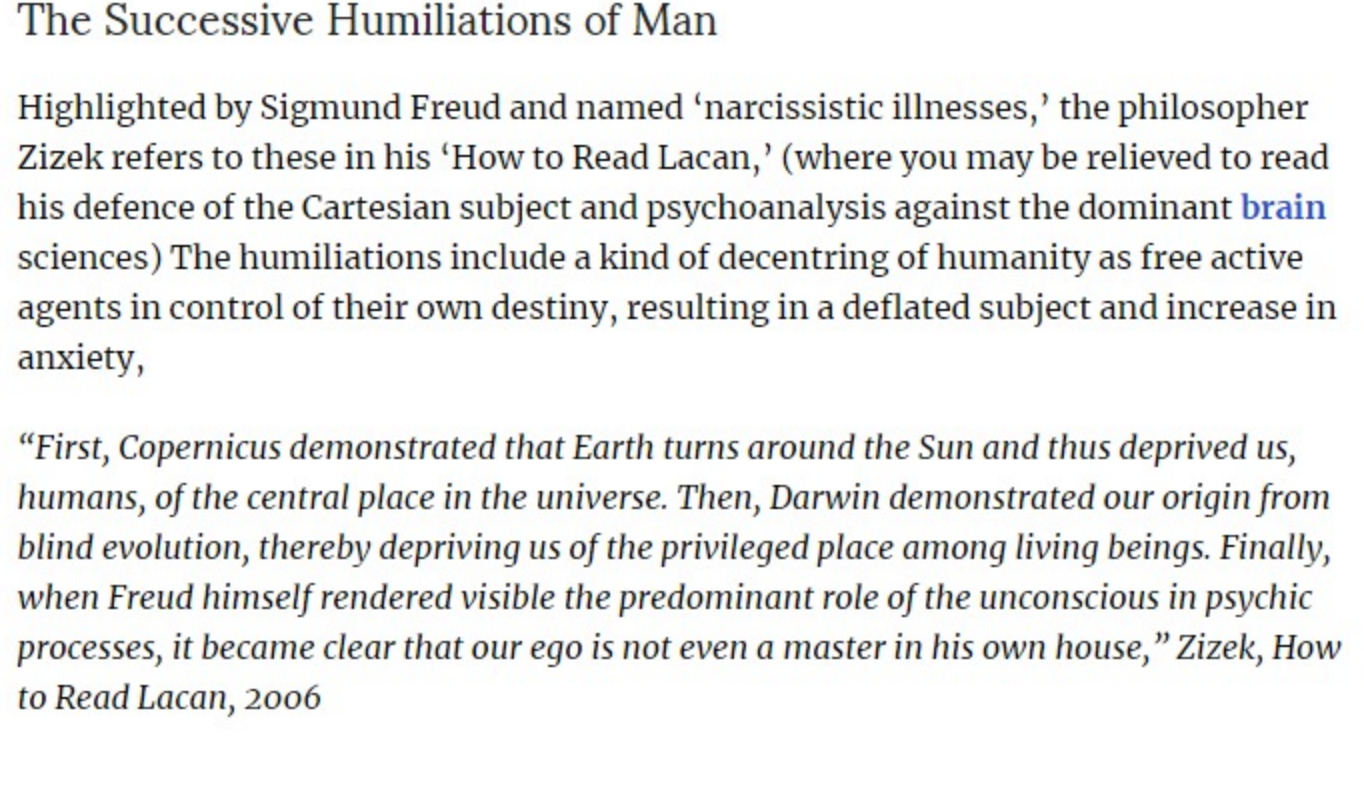 The Successive Humiliations of Man
Highlighted by Sigmund Freud and named ‘narcissistic illnesses,’ the philosopher
Zizek refers to these in his ‘How to Read Lacan,’ (where you may be relieved to read
his defence of the Cartesian subject and psychoanalysis against the dominant brain
sciences) The humiliations include a kind of decentring of humanity as free active
agents in control of their own destiny, resulting in a deflated subject and increase in
anxiety,
“First, Copernicus demonstrated that Earth turns around the Sun and thus deprived us,
humans, of the central place in the universe. Then, Darwin demonstrated our origin from
blind evolution, thereby depriving us of the privileged place among living beings. Finally,
when Freud himself rendered visible the predominant role of the unconscious in psychic
processes, it became clear that our ego is not even a master in his own house,” Zizek, How
to Read Lacan, 2006